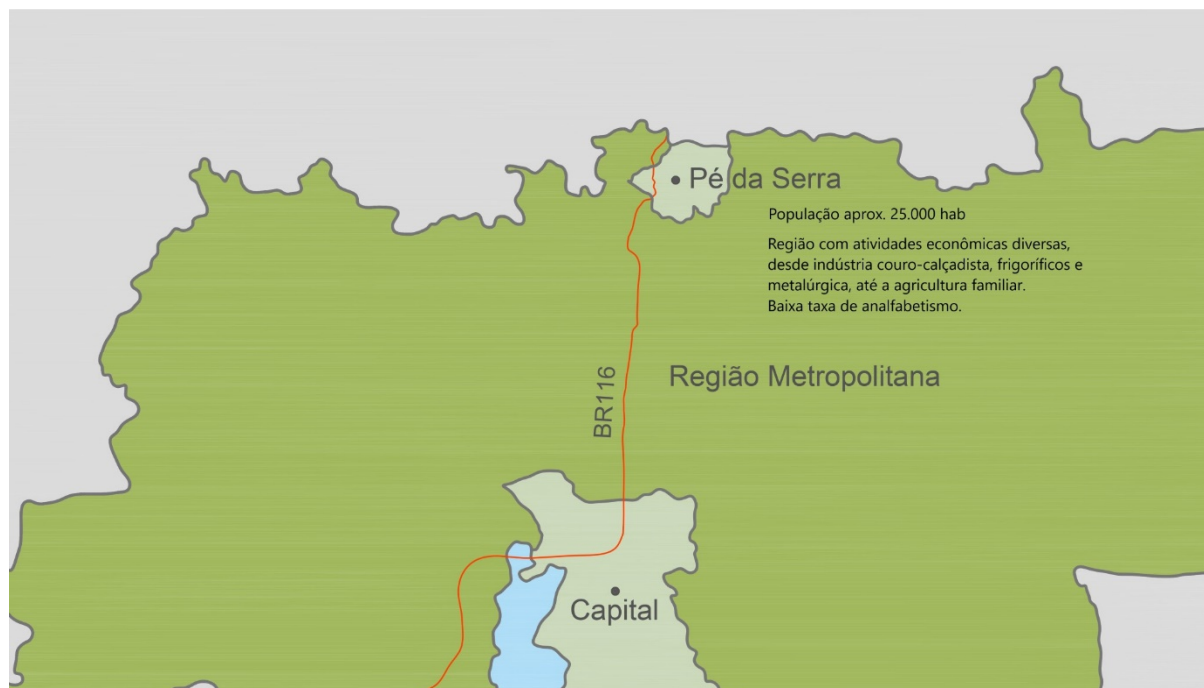 Pé da Serra
População aprox. 25.000 hab
Região com atividades econômicas diversas,
desde indústria couro-calçadista, frigoríficos e
metalúrgica, até a agricultura familiar.
Baixa taxa de analfabetismo.
Região Metropolitana
BR116
Capital